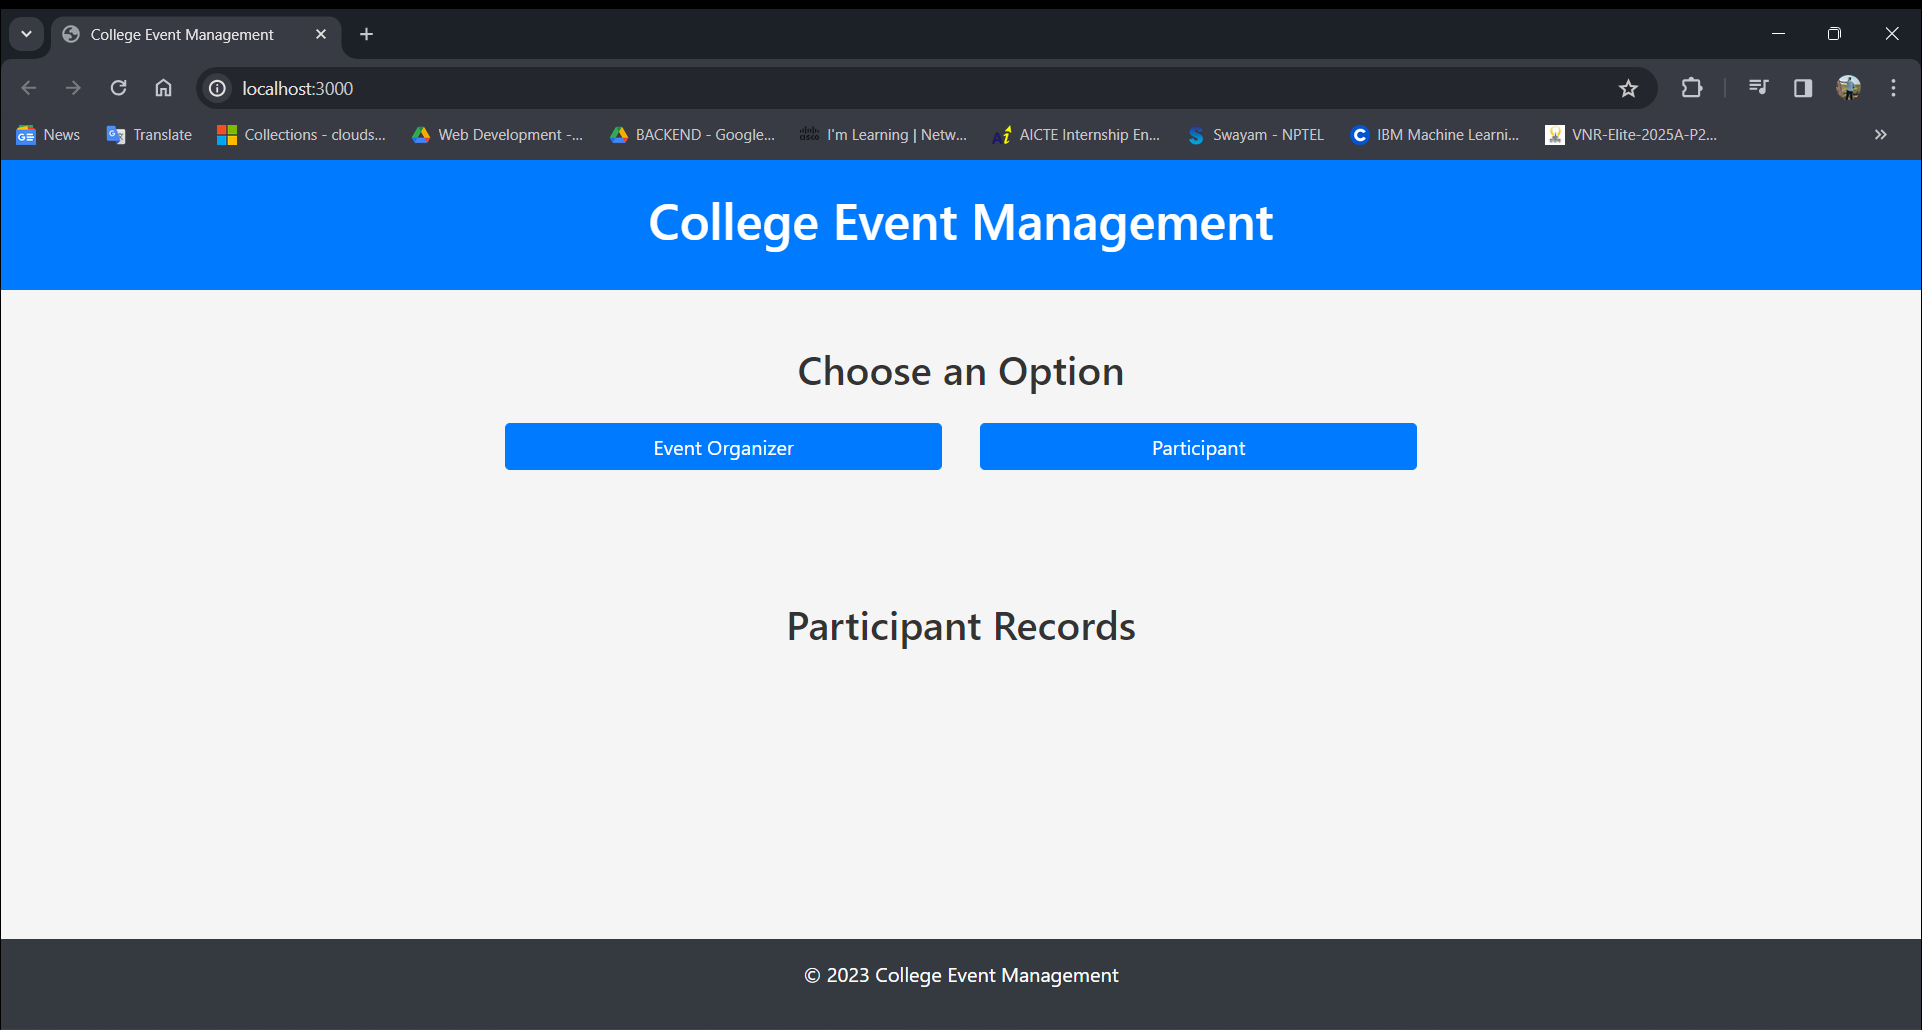 College Event Management
localhost:3000
News
Translate
Collections - clouds...
Web Development -...
BACKEND - Google...
I'm Learning | Netw...
AICTE Internship En...
Swayam - NPTEL
IBM Machine Learni...
VNR-Elite-2025A-P2...
College Event Management
Choose an Option
Event Organizer
Participant
Participant Records
© 2023 College Event Management